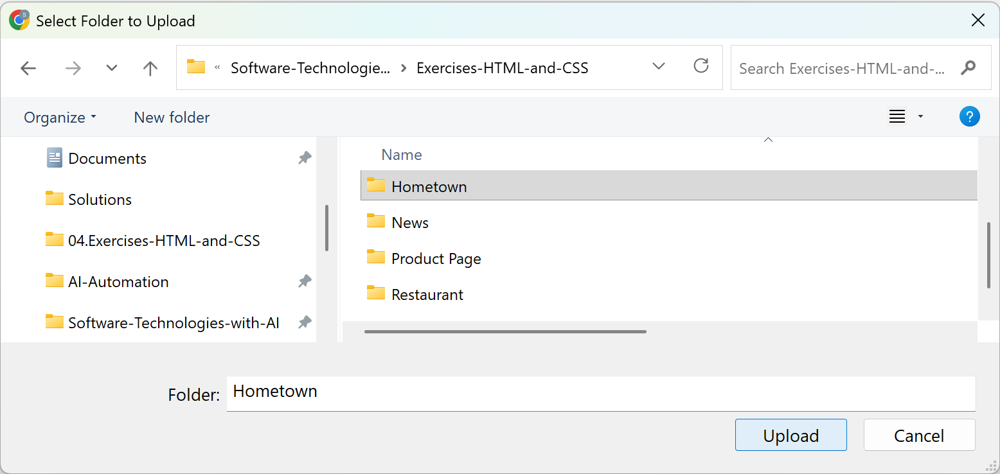 Select Folder to Upload
« Software-Technologie... > Exercises-HTML-and-CSS
Search Exercises-HTML-and-...
Organize
New folder
?
Documents
Solutions
04.Exercises-HTML-and-CSS
AI-Automation
Software-Technologies-with-AI
Name
Hometown
News
Product Page
Restaurant
Folder: Hometown
Upload
Cancel